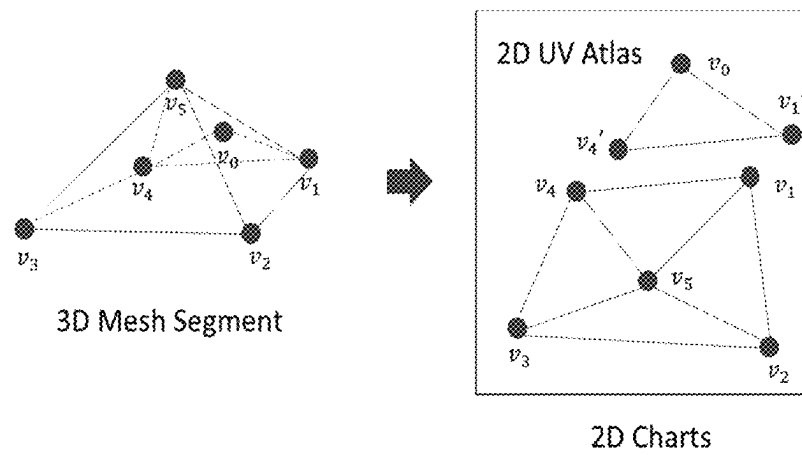 v₅
v₀
v₄
v₁
v₃
v₂
3D Mesh Segment
2D UV Atlas
v₀
v₁'
v₄'
v₄
v₁
v₅
v₃
v₂
2D Charts